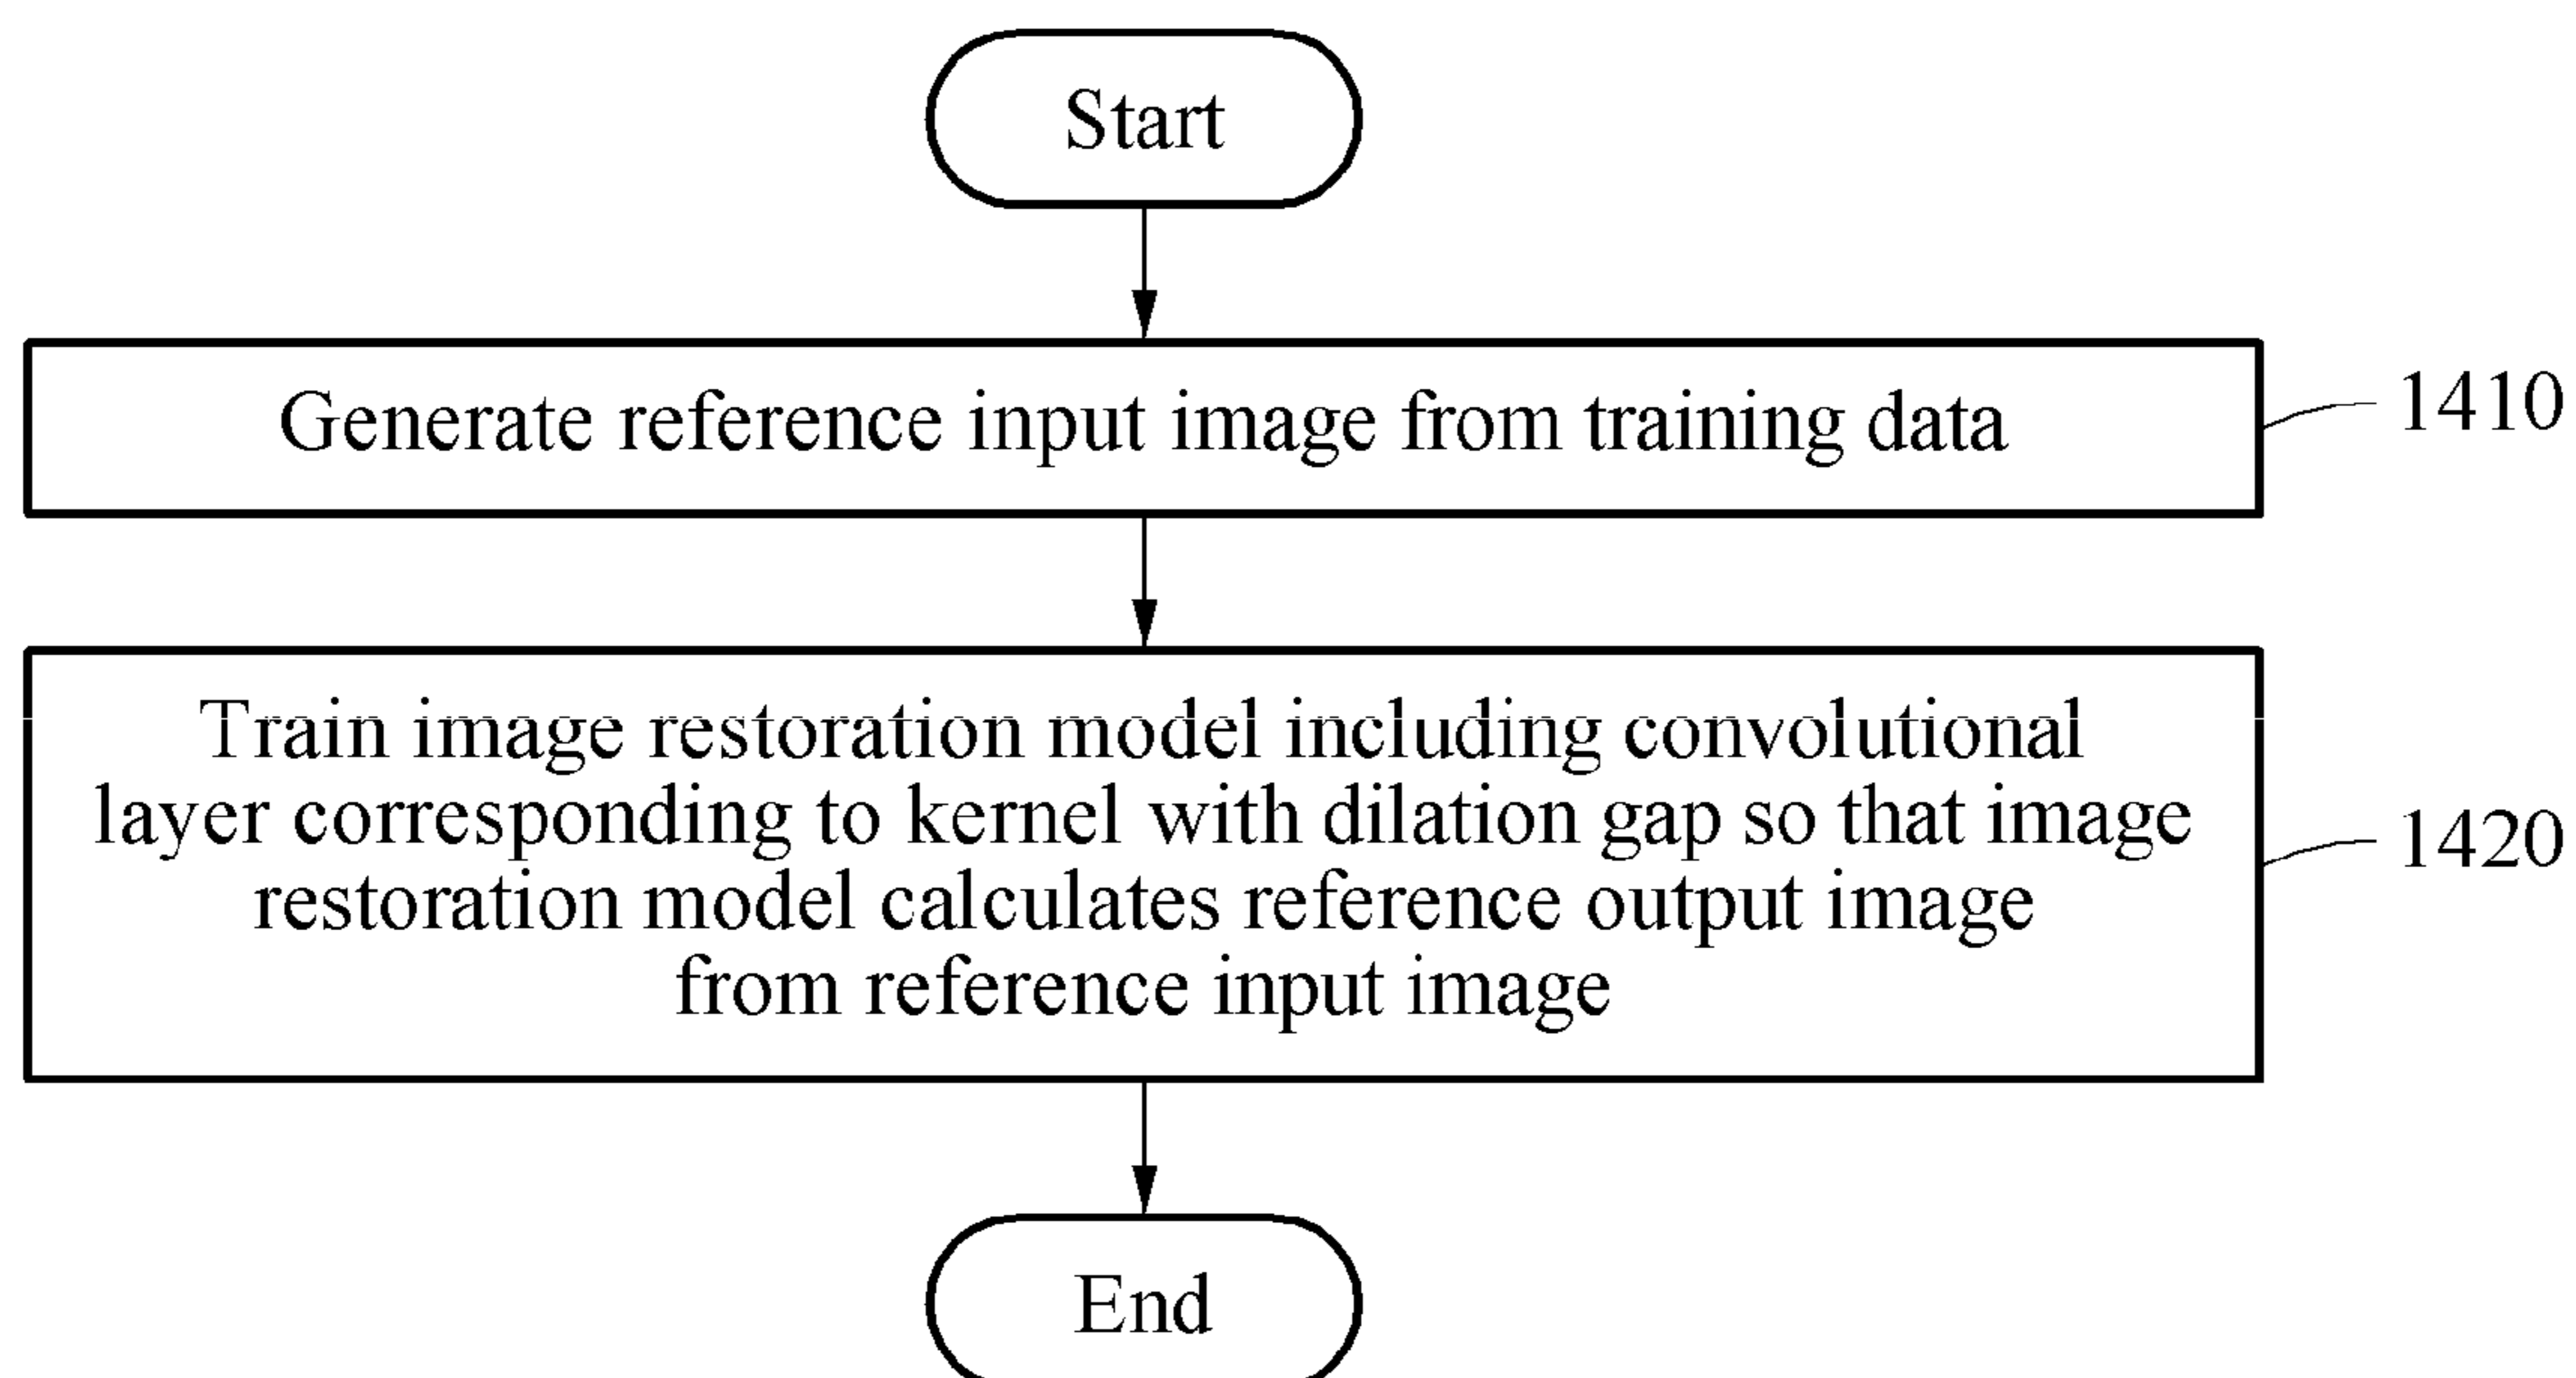 Start
Generate reference input image from training data
1410
Train image restoration model including convolutional
layer corresponding to kernel with dilation gap so that image
restoration model calculates reference output image
from reference input image
1420
End